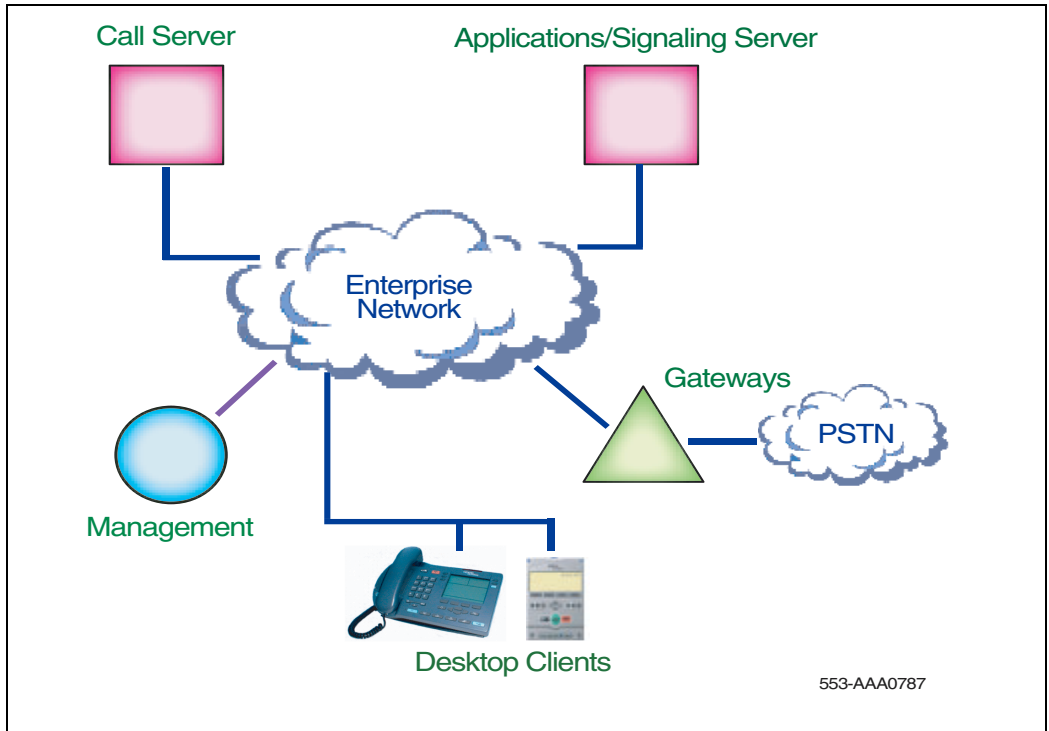 Call Server
Applications/Signaling Server
Enterprise
Network
Gateways
PSTN
Management
Desktop Clients
553-AAA0787